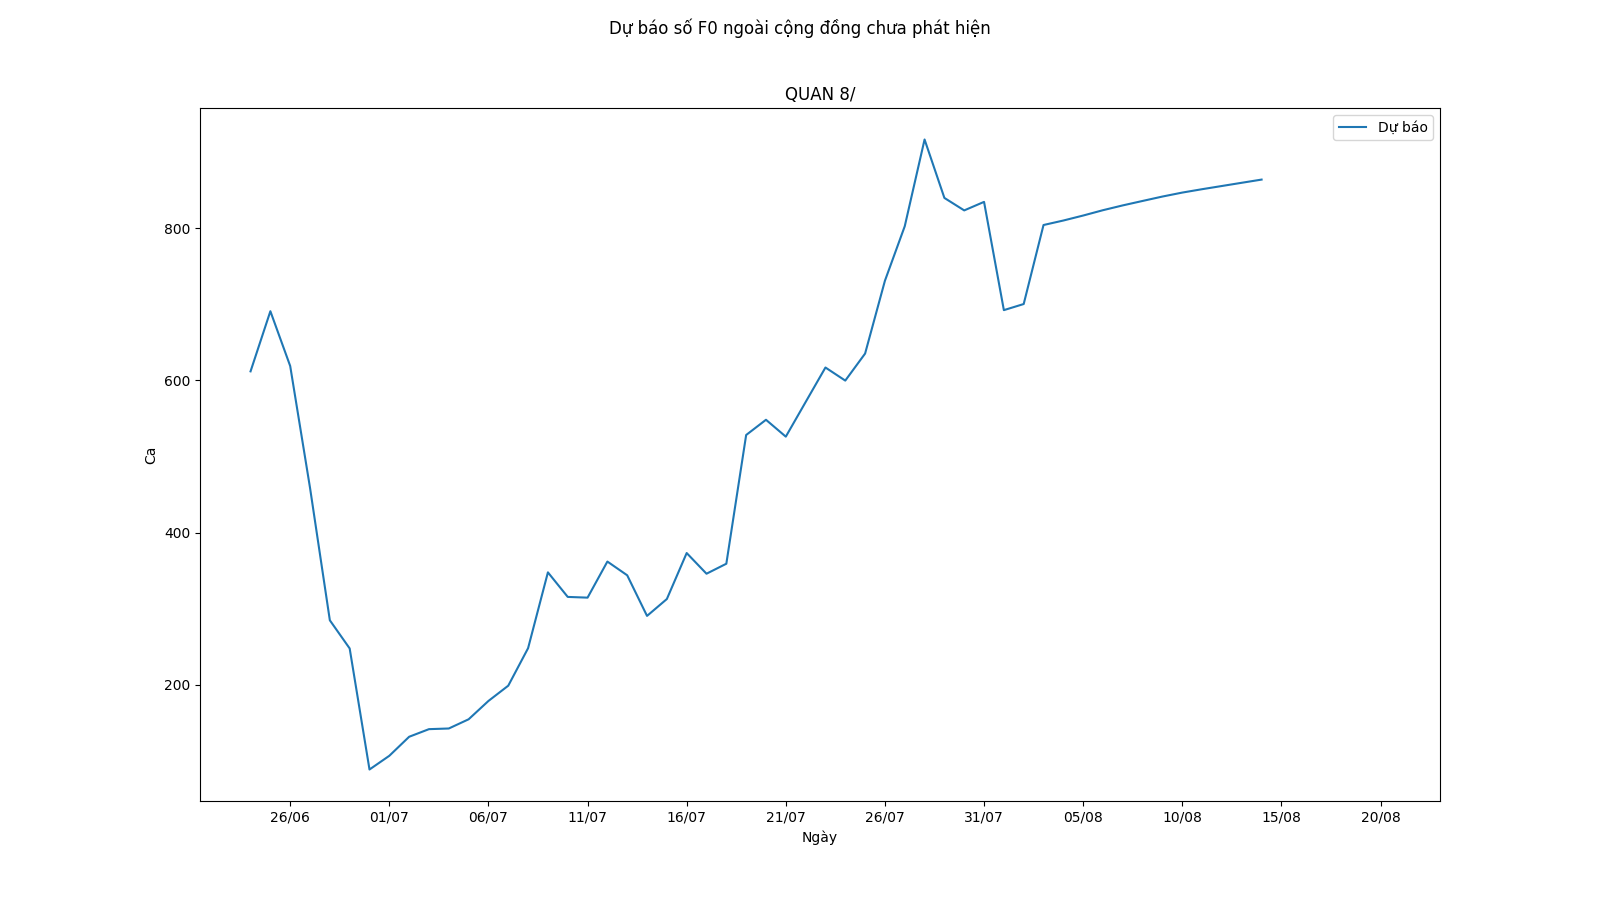 Dự báo số F0 ngoài cộng đồng chưa phát hiện
QUAN 8/
Dự báo
800
600
400
200
Ca
26/06 01/07 06/07 11/07 16/07 21/07 26/07 31/07 05/08 10/08 15/08 20/08
Ngày